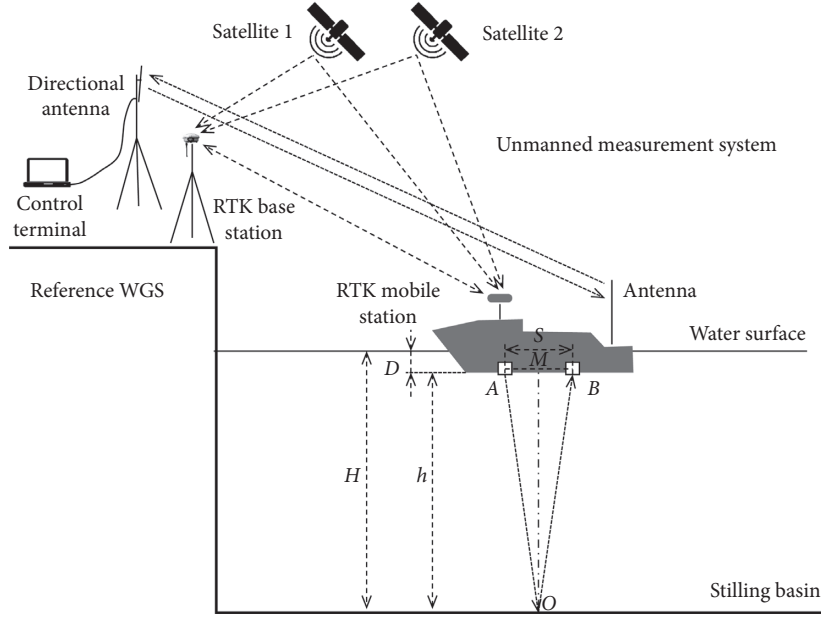 Satellite 1
Satellite 2
Directional
antenna
Unmanned measurement system
Control
terminal
RTK base
station
Reference WGS
RTK mobile
station
Antenna
Water surface
S
M
D
A
B
H
h
Stilling basin
O